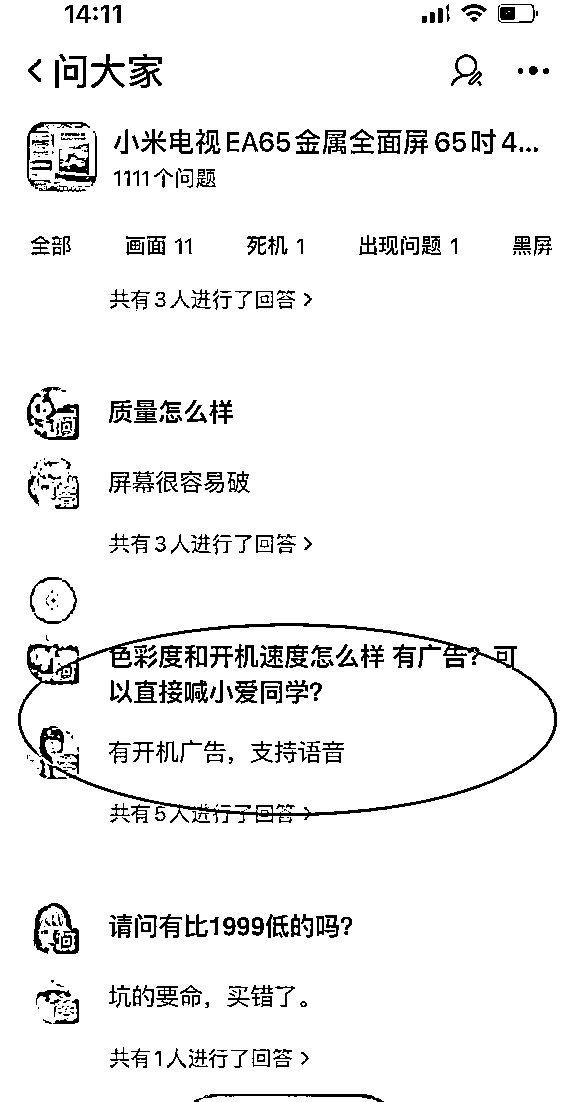 14:11
问大家
小米电视EA65金属全面屏65吋4...
1111个问题
全部 画面 11 死机 1 出现问题 1 黑屏
共有3人进行了回答 >
质量怎么样
屏幕很容易破
共有3人进行了回答 >
色彩度和开机速度怎么样 有广告？可
以直接喊小爱同学？
有开机广告，支持语音
共有5人进行了回答 >
请问有比1999低的吗？
坑的要命，买错了。
共有1人进行了回答 >